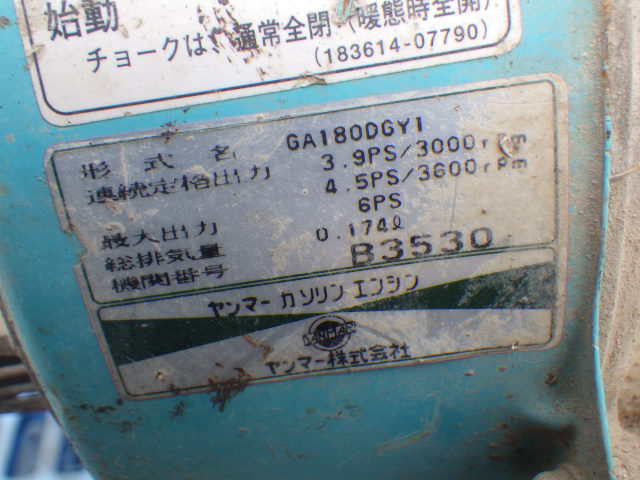 始動
チョークは、通常全閉(暖態時全開).
(183614-07790)
形式名 GA180DGY1
連続定格出力 3.9PS/3000rpm
4.5PS/3600rpm
最大出力 6PS
総排気量 0.174ℓ
機関番号 B3530
ヤンマーガソリンエンジン
YANMAR
ヤンマー株式会社